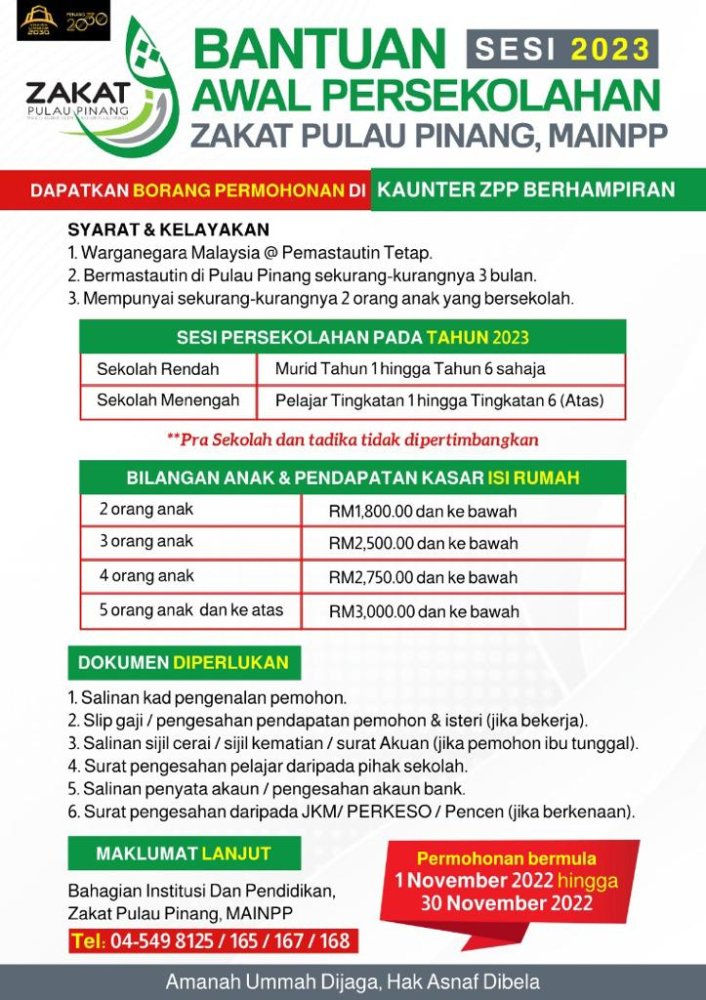 PENANG
2030
2030
ZAKAT
PULAU PINANG
BANTUAN SESI 2023
AWAL PERSEKOLAHAN
ZAKAT PULAU PINANG, MAINPP
DAPATKAN BORANG PERMOHONAN DI KAUNTER ZPP BERHAMPIRAN
SYARAT & KELAYAKAN
1. Warganegara Malaysia @ Pemastautin Tetap.
2. Bermastautin di Pulau Pinang sekurang-kurangnya 3 bulan.
3. Mempunyai sekurang-kurangnya 2 orang anak yang bersekolah.
SESI PERSEKOLAHAN PADA TAHUN 2023
Sekolah Rendah Murid Tahun 1 hingga Tahun 6 sahaja
Sekolah Menengah Pelajar Tingkatan 1 hingga Tingkatan 6 (Atas)
**Pra Sekolah dan tadika tidak dipertimbangkan
BILANGAN ANAK & PENDAPATAN KASAR ISI RUMAH
2 orang anak RM1,800.00 dan ke bawah
3 orang anak RM2,500.00 dan ke bawah
4 orang anak RM2,750.00 dan ke bawah
5 orang anak dan ke atas RM3,000.00 dan ke bawah
DOKUMEN DIPERLUKAN
1. Salinan kad pengenalan pemohon.
2. Slip gaji / pengesahan pendapatan pemohon & isteri (jika bekerja).
3. Salinan sijil cerai / sijil kematian / surat Akuan (jika pemohon ibu tunggal).
4. Surat pengesahan pelajar daripada pihak sekolah.
5. Salinan penyata akaun / pengesahan akaun bank.
6. Surat pengesahan daripada JKM/ PERKESO / Pencen (jika berkenaan).
MAKLUMAT LANJUT
Bahagian Institusi Dan Pendidikan,
Zakat Pulau Pinang, MAINPP
Tel: 04-549 8125 / 165 / 167 / 168
Permohonan bermula
1 November 2022 hingga
30 November 2022
Amanah Ummah Dijaga, Hak Asnaf Dibela